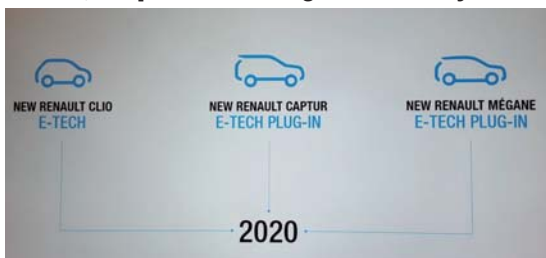 NEW RENAULT CLIO
E-TECH
NEW RENAULT CAPTUR
E-TECH PLUG-IN
NEW RENAULT MÉGANE
E-TECH PLUG-IN
2020